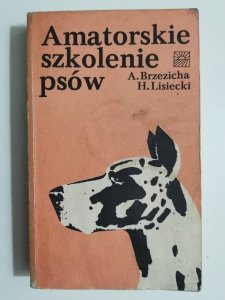 Amatorskie
szkolenie
psów
A. Brzezicha
H. Lisiecki